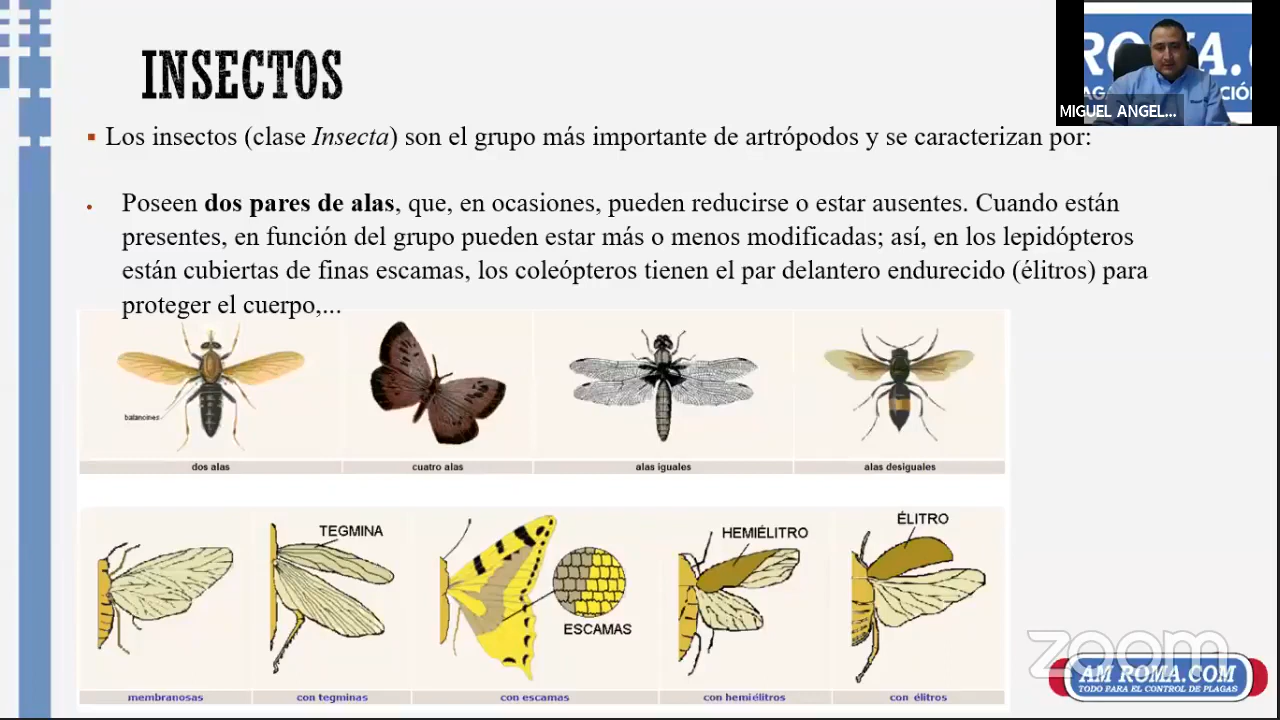 INSECTOS
ROMA.C
AGA
CIÓN
MIGUEL ANGEL...
Los insectos (clase Insecta) son el grupo más importante de artrópodos y se caracterizan por:
Poseen dos pares de alas, que, en ocasiones, pueden reducirse o estar ausentes. Cuando están
presentes, en función del grupo pueden estar más o menos modificadas; así, en los lepidópteros
están cubiertas de finas escamas, los coleópteros tienen el par delantero endurecido (élitros) para
proteger el cuerpo,...
dos alas
cuatro alas
alas iguales
alas desiguales
TEGMINA
ESCAMAS
HEMIÉLITRO
ÉLITRO
membranosas
con tegminas
con escamas
con hemiélitros
con élitros
zoom
AM ROMA.COM
TODO PARA EL CONTROL DE PLAGAS